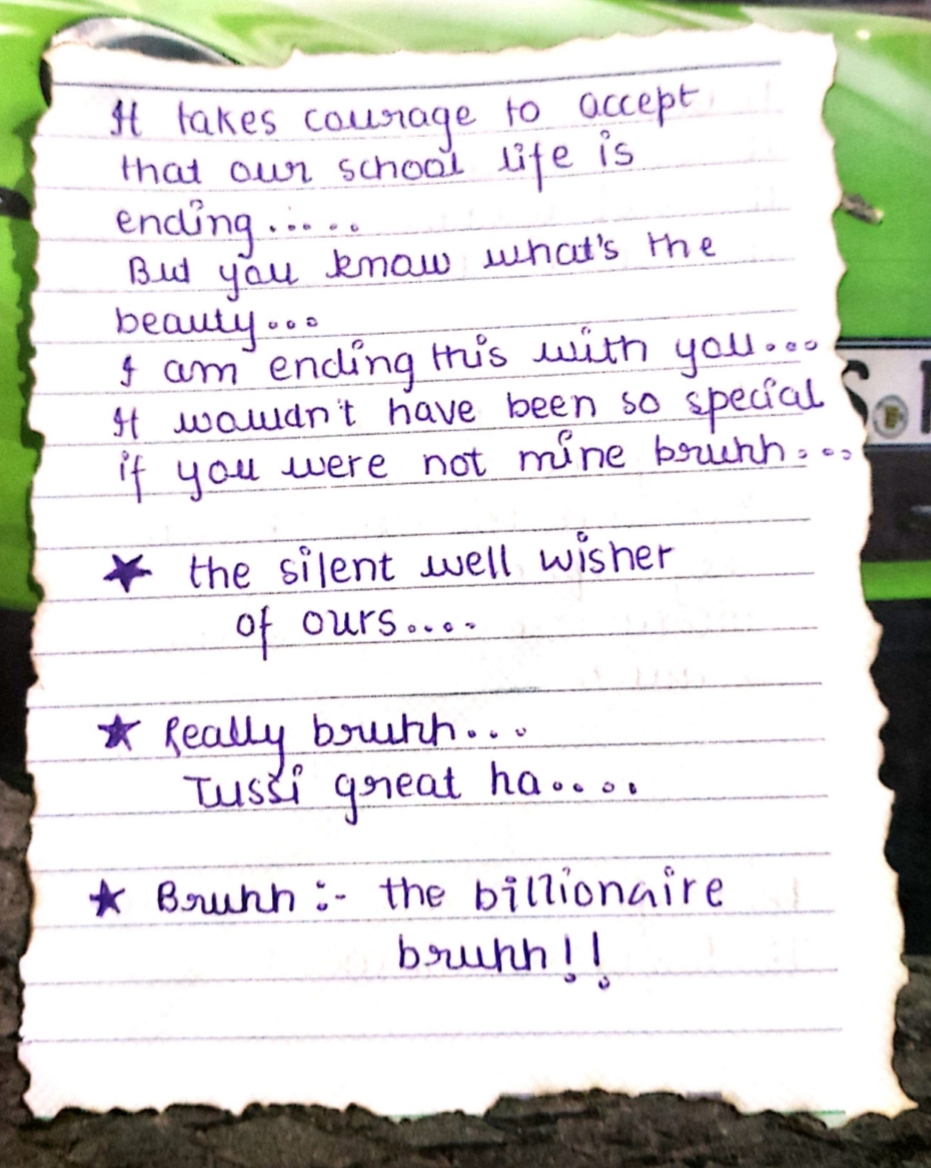 It takes courage to accept
that our school life is
ending.....
But you know what's the
beauty...
I am ending this with you...
It wouldn't have been so special
if you were not mine bruhh...
★ the silent well wisher
of ours....
★ Really bruhh...
Tussi great ha....
★ Bruhh :- the billionaire
bruhh!!